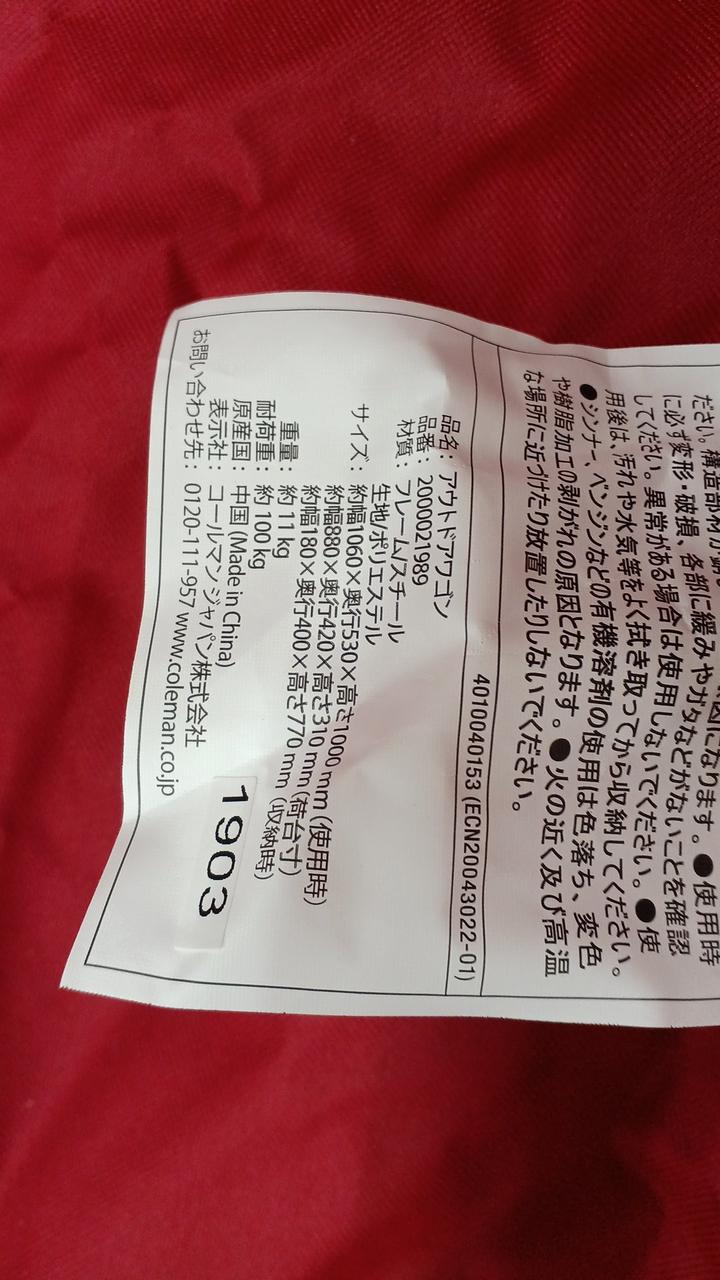 ださい。構造部材が
因になります。●使用時
に必ず変形・破損、各部に緩みやガタなどがないことを確認
してください。異常がある場合は使用しないでください。●使
用後は、汚れや水気等をよく拭き取ってから収納してください。
●シンナー、ベンジンなどの有機溶剤の使用は色落ち、変色
や樹脂加工の剥がれの原因となります。●火の近く及び高温
な場所に近づけたり放置したりしないでください。
4010040153 (ECN20043022-01)
品名: アウトドアワゴン
品番: 2000021989
材質: フレーム/スチール
生地/ポリエステル
サイズ: 約幅1060×奥行530×高さ1000 mm (使用時)
約幅880×奥行420×高さ310 mm (荷台寸)
約幅180×奥行400×高さ770 mm (収納時)
重量: 約 11 kg
耐荷重: 約 100 kg
原産国: 中国 (Made in China)
表示社: コールマン ジャパン株式会社
お問い合わせ先: 0120-111-957 www.coleman.co.jp
1903